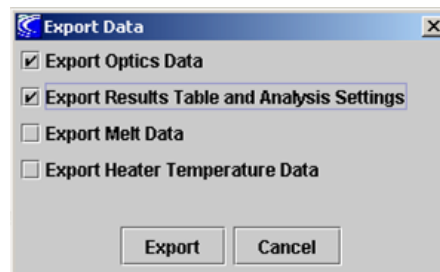 Export Data
Export Optics Data
Export Results Table and Analysis Settings
Export Melt Data
Export Heater Temperature Data
Export Cancel